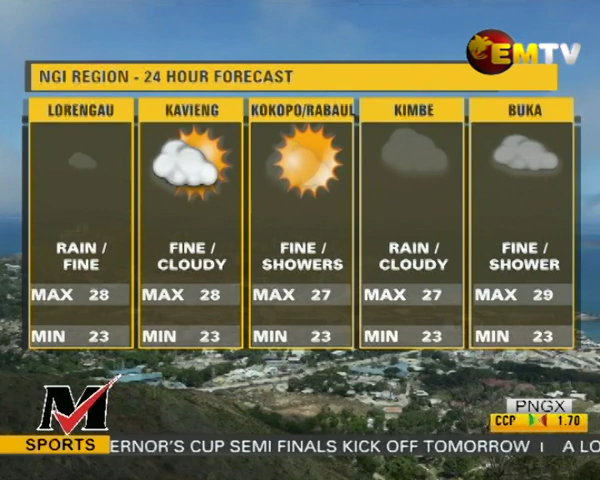 EMTV
NGI REGION - 24 HOUR FORECAST
LORENGAU
RAIN /
FINE
MAX 28
MIN 23
KAVIENG
FINE /
CLOUDY
MAX 28
MIN 23
KOKOPO/RABAUL
FINE /
SHOWERS
MAX 27
MIN 23
KIMBE
RAIN /
CLOUDY
MAX 27
MIN 23
BUKA
FINE /
SHOWER
MAX 29
MIN 23
M
PNGX
CCP 1.70
SPORTS
ERNOR'S CUP SEMI FINALS KICK OFF TOMORROW | A LO